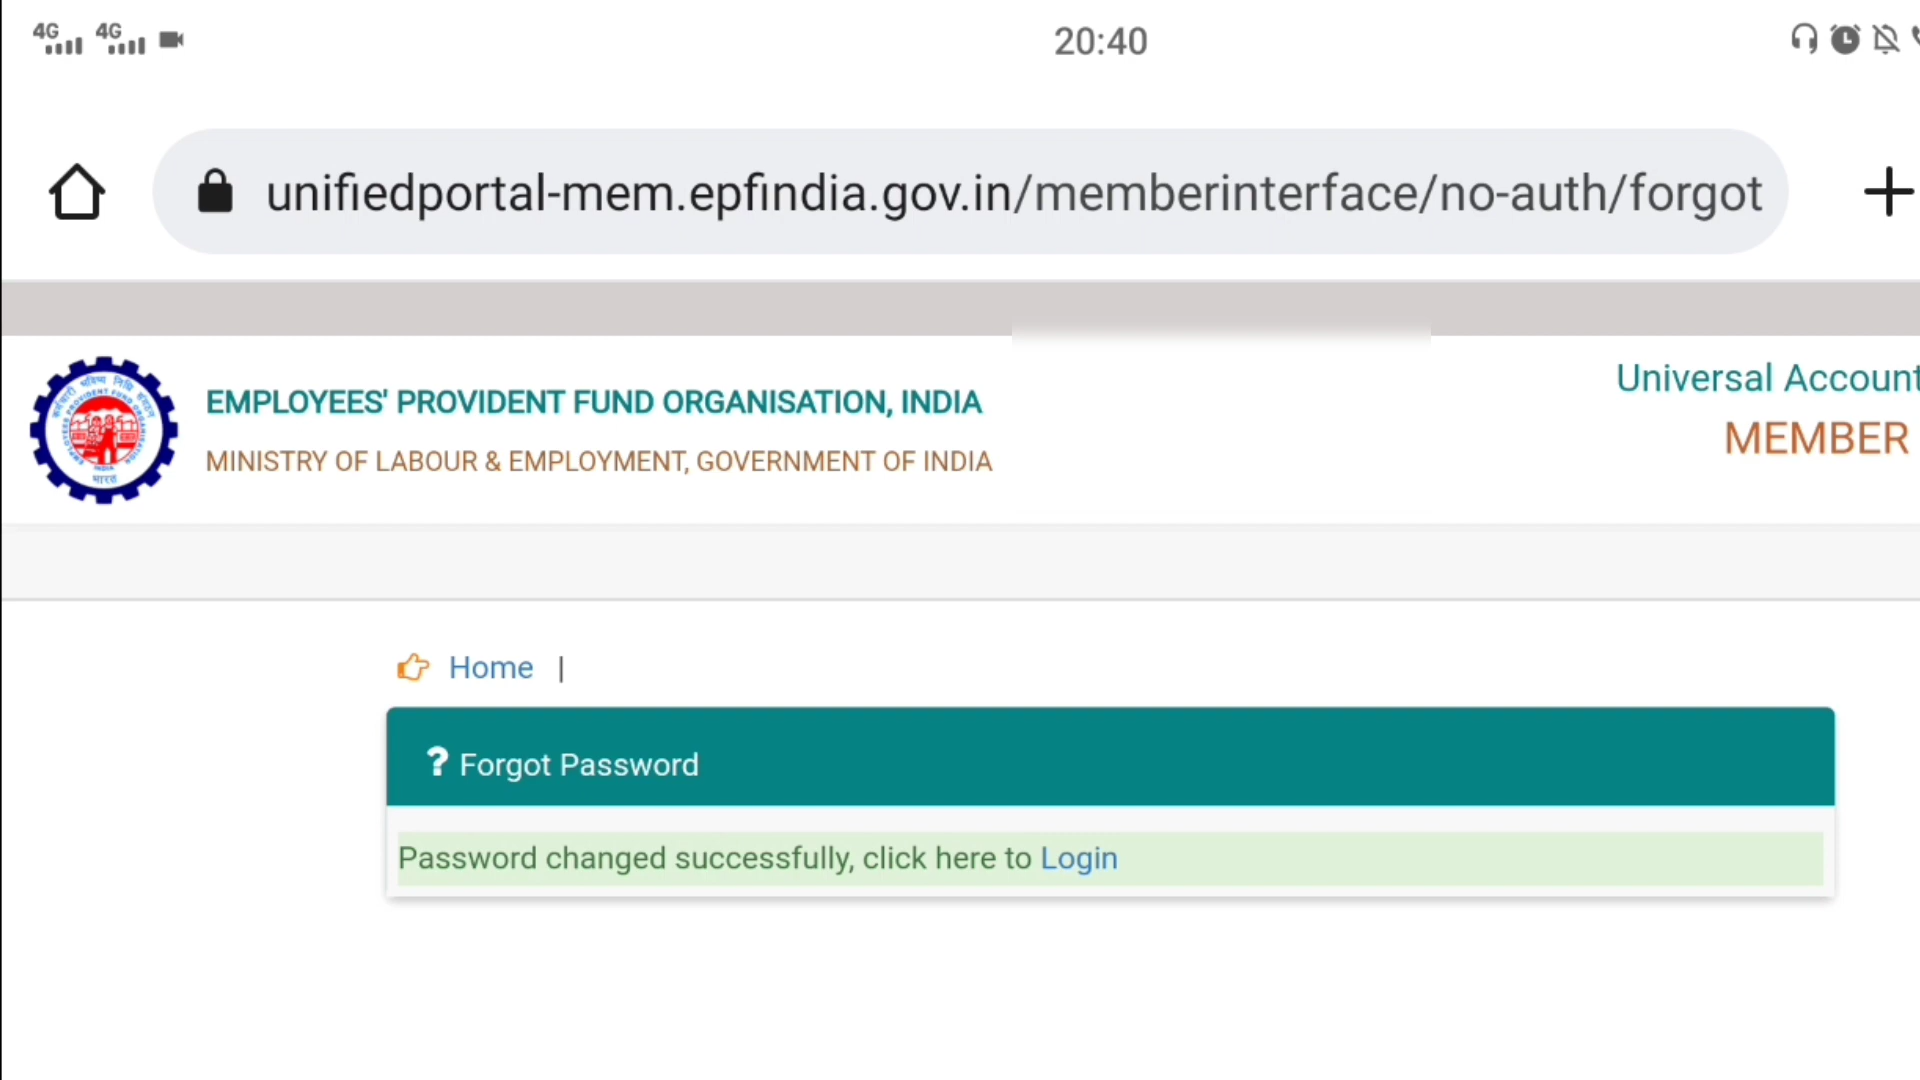 4G 4G 20:40
unifiedportal-mem.epfindia.gov.in/memberinterface/no-auth/forgot
EMPLOYEES' PROVIDENT FUND ORGANISATION, INDIA
MINISTRY OF LABOUR & EMPLOYMENT, GOVERNMENT OF INDIA
Universal Account
MEMBER
Home |
? Forgot Password
Password changed successfully, click here to Login